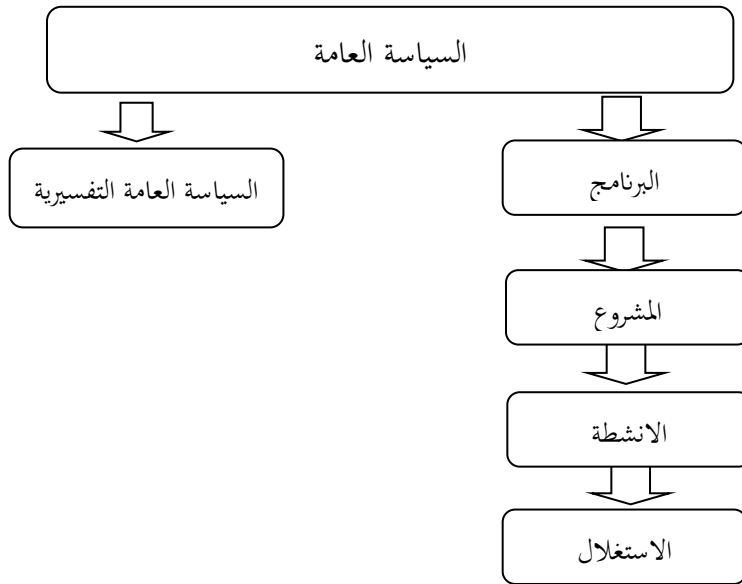 السياسة العامة
البرنامج
السياسة العامة التفسيرية
المشروع
الانشطة
الاستغلال